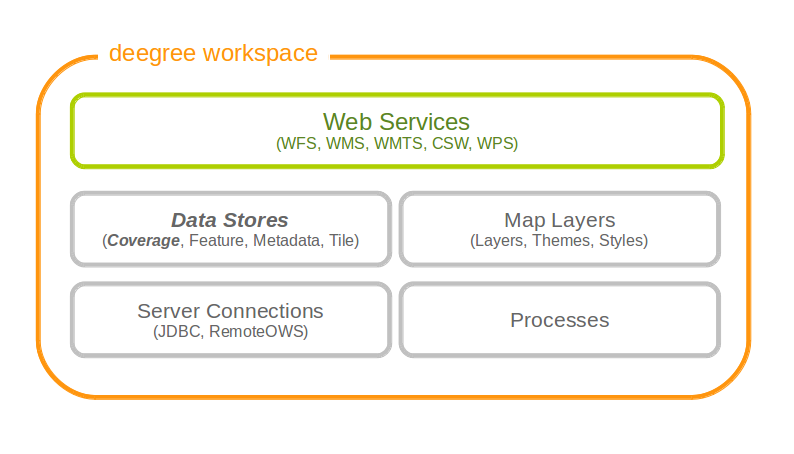 deegree workspace
Web Services
(WFS, WMS, WMTS, CSW, WPS)
Data Stores
(Coverage, Feature, Metadata, Tile)
Map Layers
(Layers, Themes, Styles)
Server Connections
(JDBC, RemoteOWS)
Processes